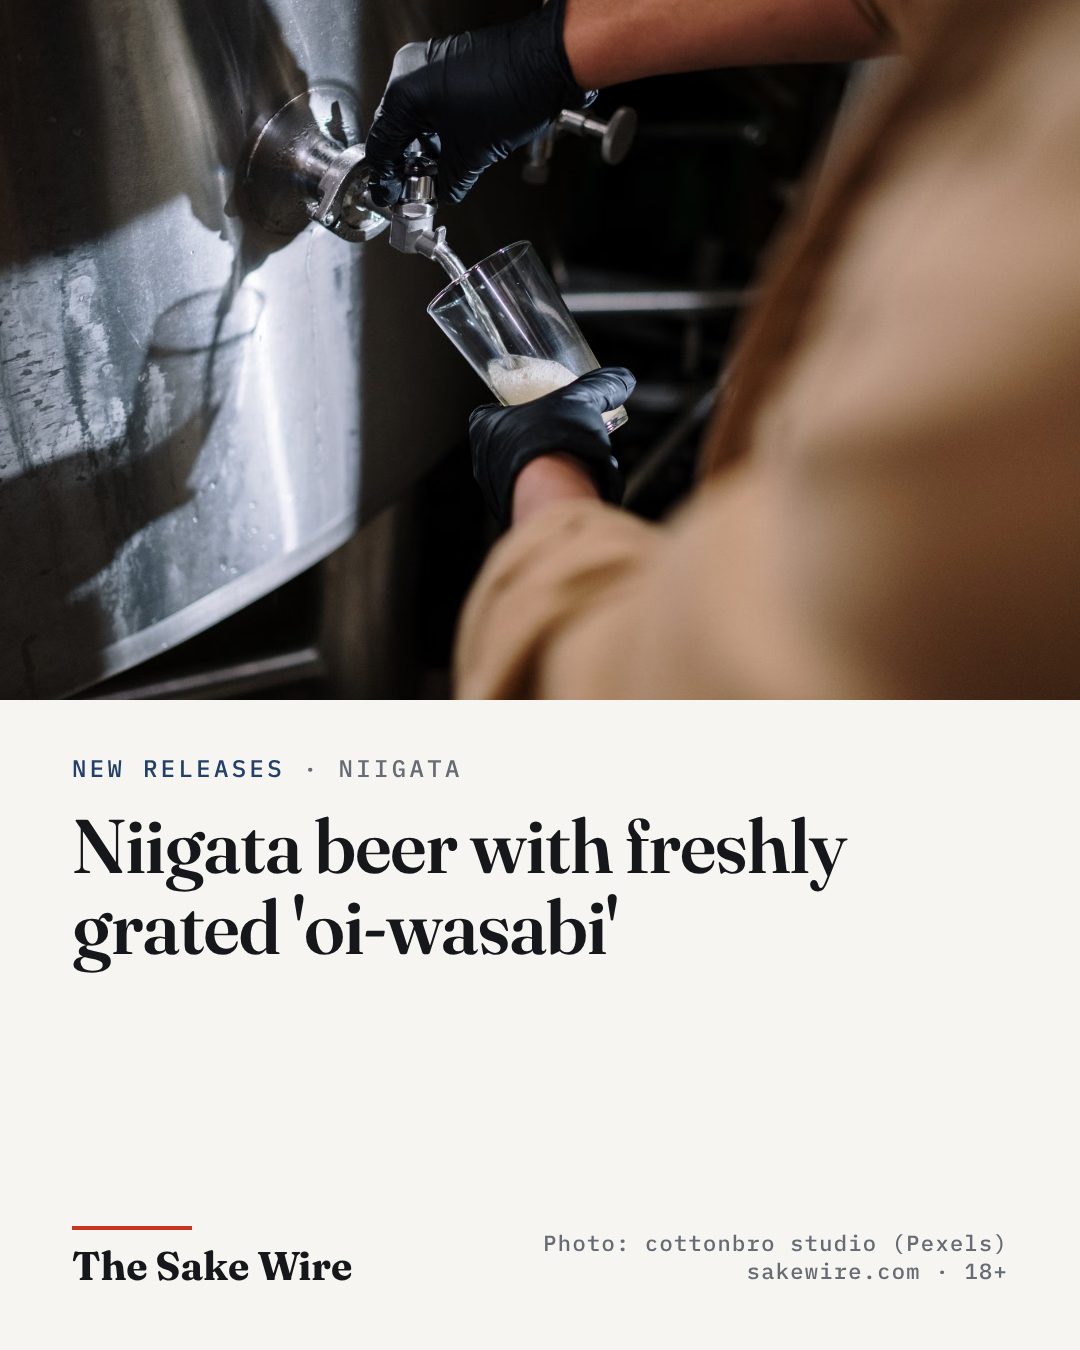 NEW RELEASES · NIIGATA
Niigata beer with freshly
grated 'oi-wasabi'
The Sake Wire
Photo: cottonbro studio (Pexels)
sakewire.com · 18+